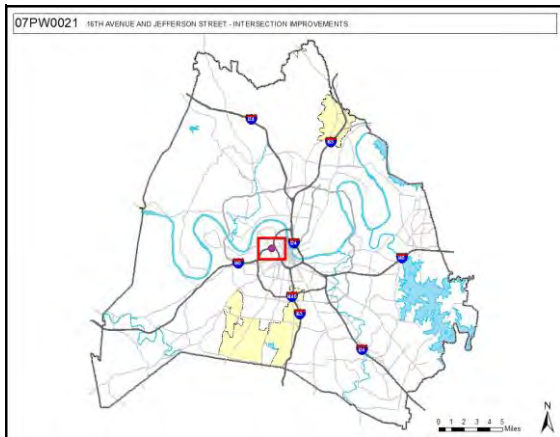 07PW0021 16TH AVENUE AND JEFFERSON STREET - INTERSECTION IMPROVEMENTS
24
65
24
40
40
440
65
24
0 1 2 3 4 5
Miles
N